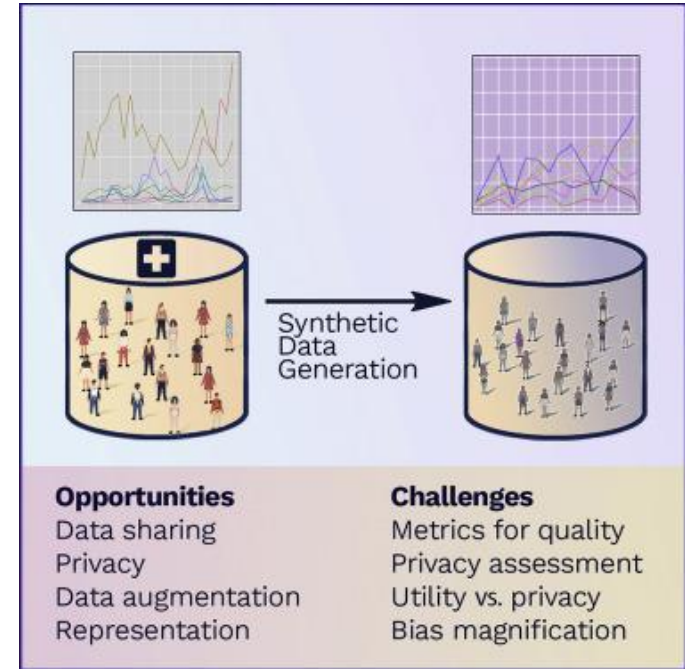 Synthetic
Data
Generation
Opportunities
Data sharing
Privacy
Data augmentation
Representation
Challenges
Metrics for quality
Privacy assessment
Utility vs. privacy
Bias magnification